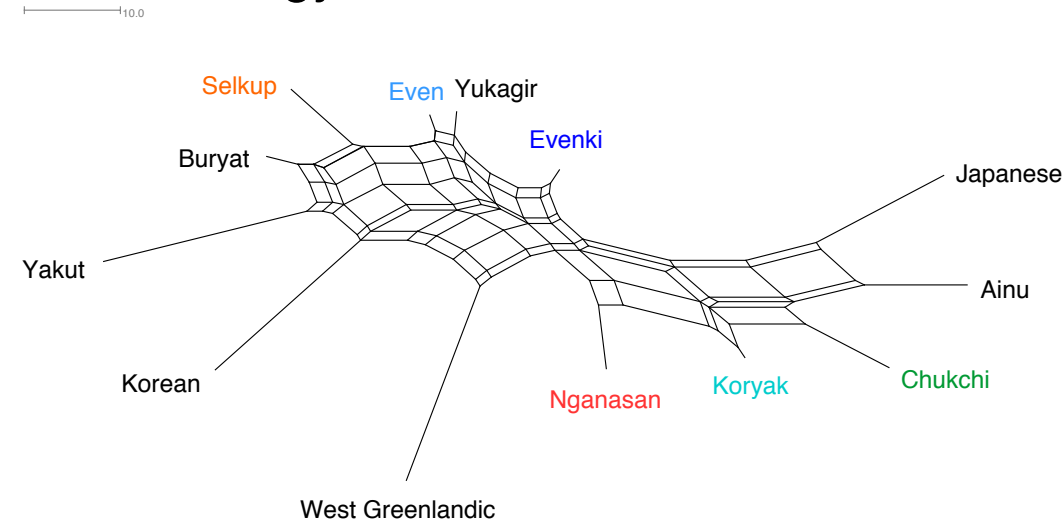 10.0
Selkup
Even
Yukagir
Evenki
Buryat
Japanese
Yakut
Ainu
Korean
Koryak
Chukchi
Nganasan
West Greenlandic